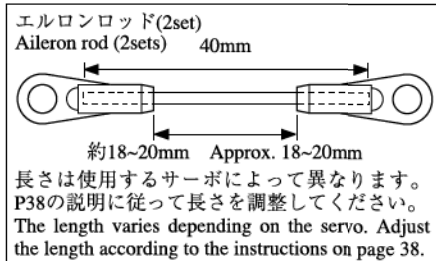 エルロンロッド(2set)
Aileron rod (2sets)
40mm
約18~20mm Approx. 18~20mm
長さは使用するサーボによって異なります。
P38の説明に従って長さを調整してください。
The length varies depending on the servo. Adjust
the length according to the instructions on page 38.